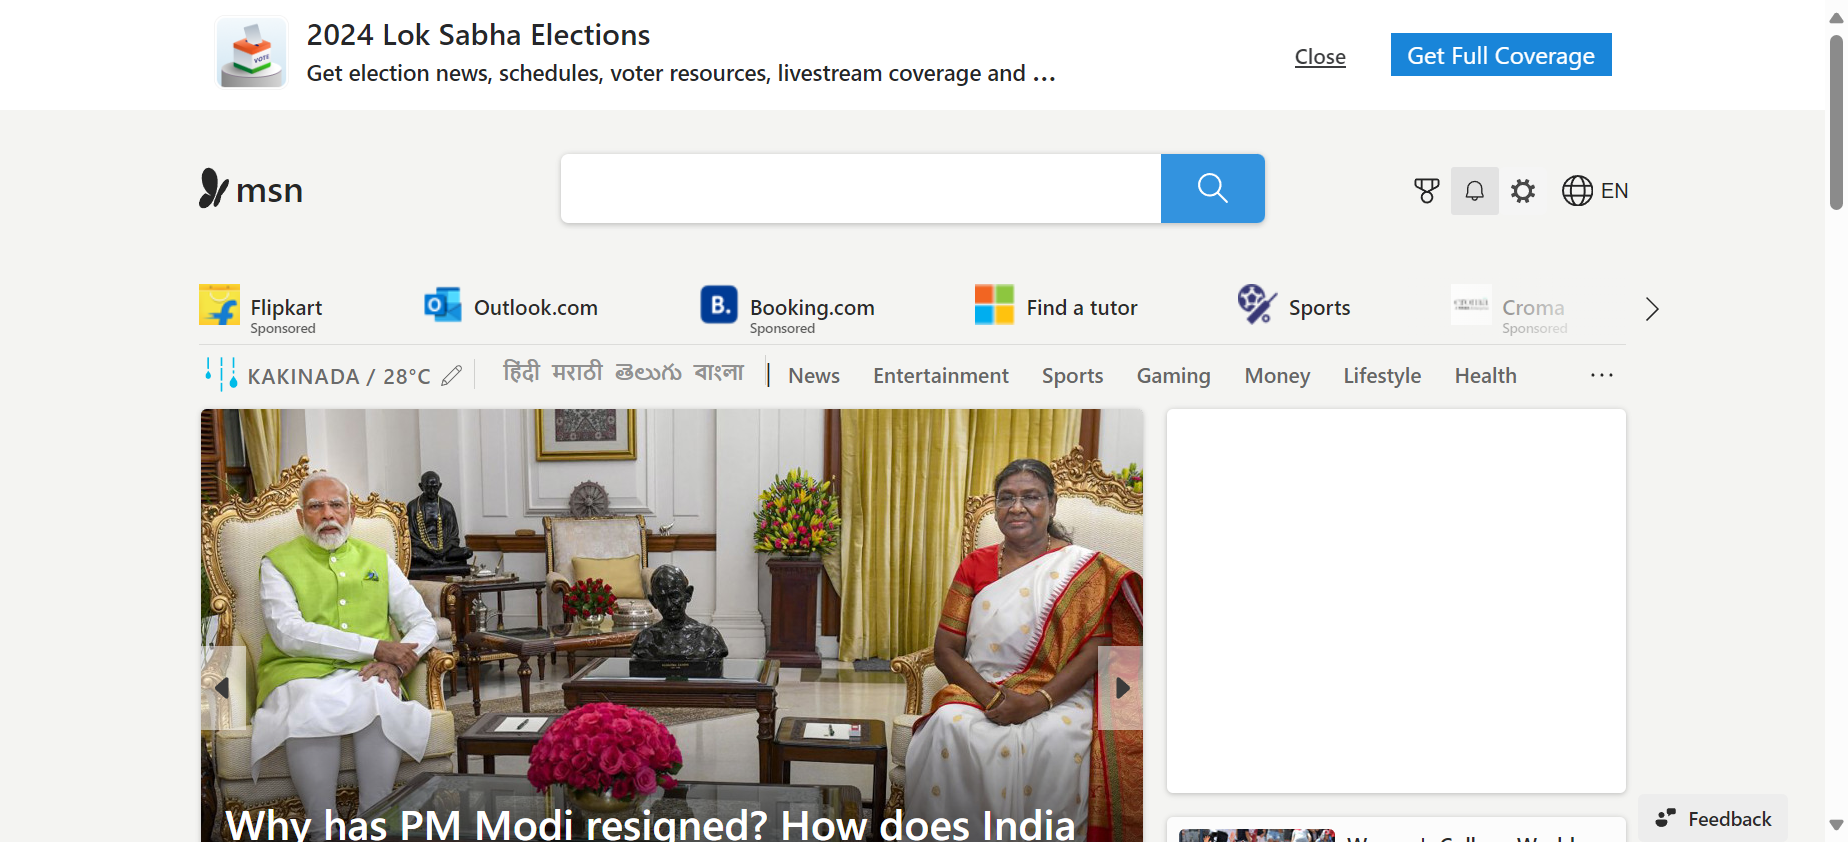 2024 Lok Sabha Elections
Get election news, schedules, voter resources, livestream coverage and ...
Close
Get Full Coverage
VOTE
msn
EN
Flipkart
Sponsored
Outlook.com
B.
Booking.com
Sponsored
Find a tutor
Sports
croma
Croma
Sponsored
KAKINADA / 28°C
हिंदी मराठी తెలుగు বাংলা | News Entertainment Sports Gaming Money Lifestyle Health ...
Why has PM Modi resigned? How does India
Feedback